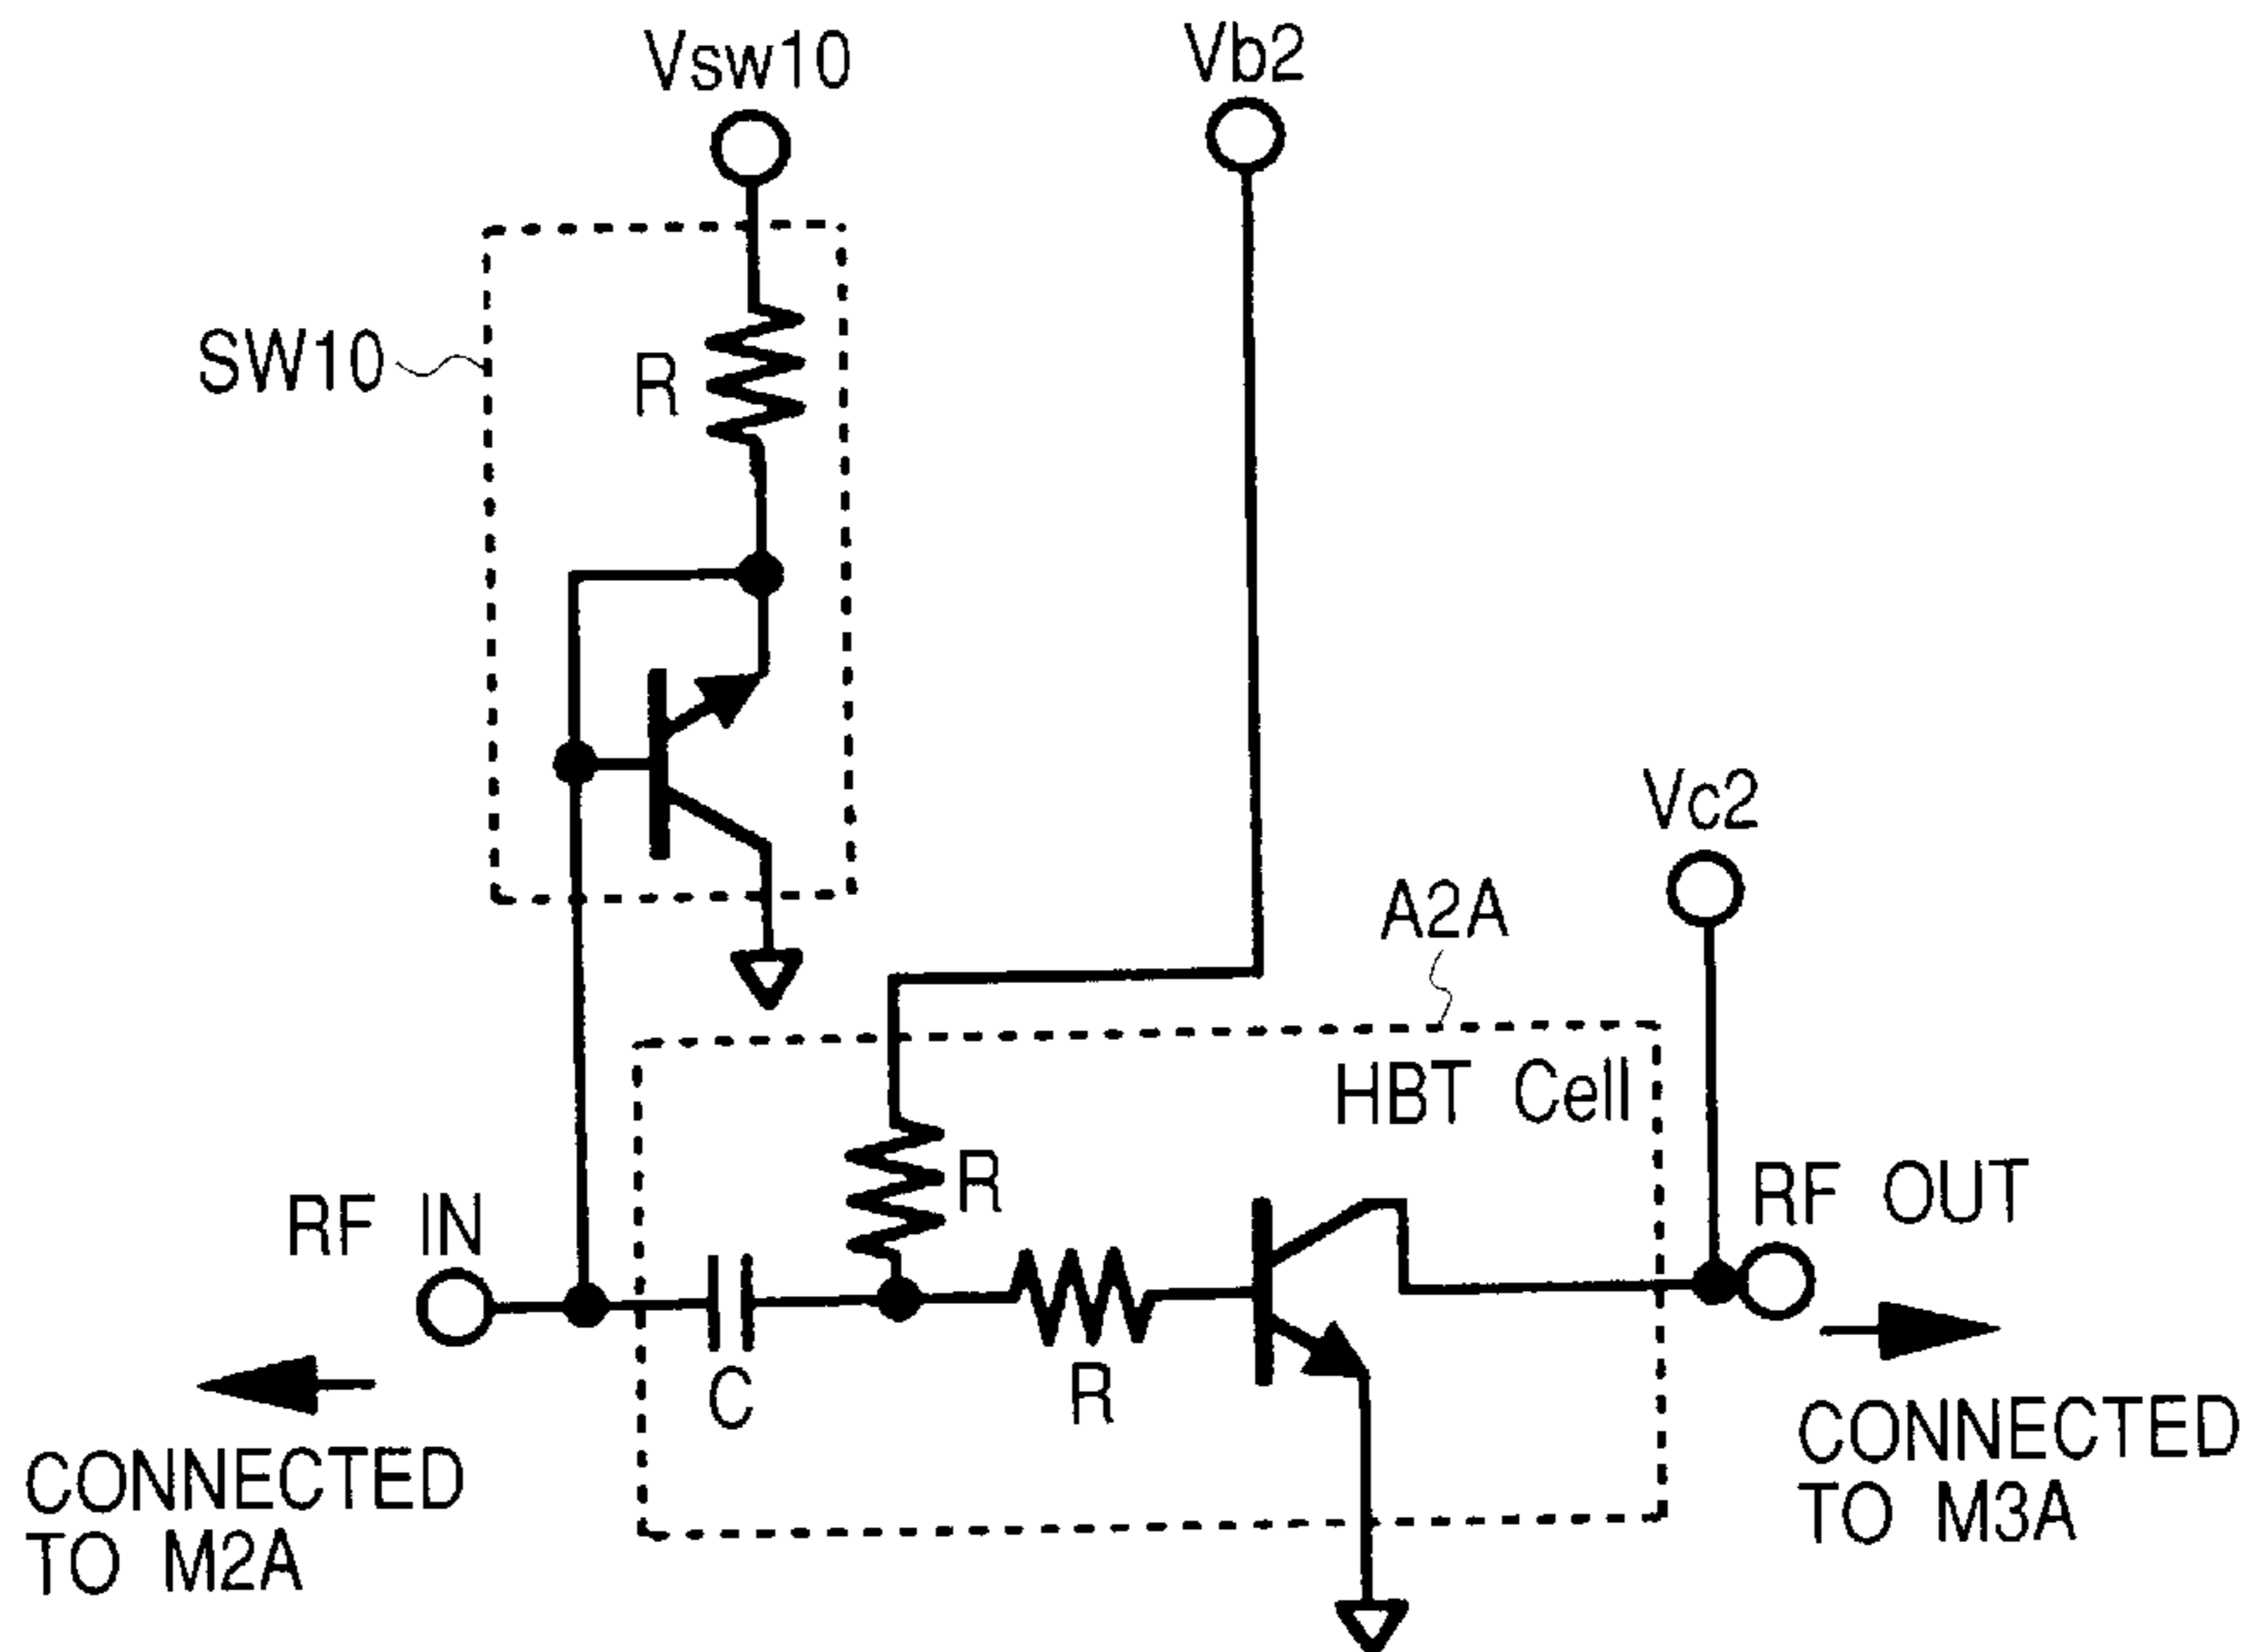 Vsw10
Vb2
SW10
R
Vc2
A2A
HBT Cell
R
RF IN
RF OUT
C
R
CONNECTED
TO M2A
CONNECTED
TO M3A